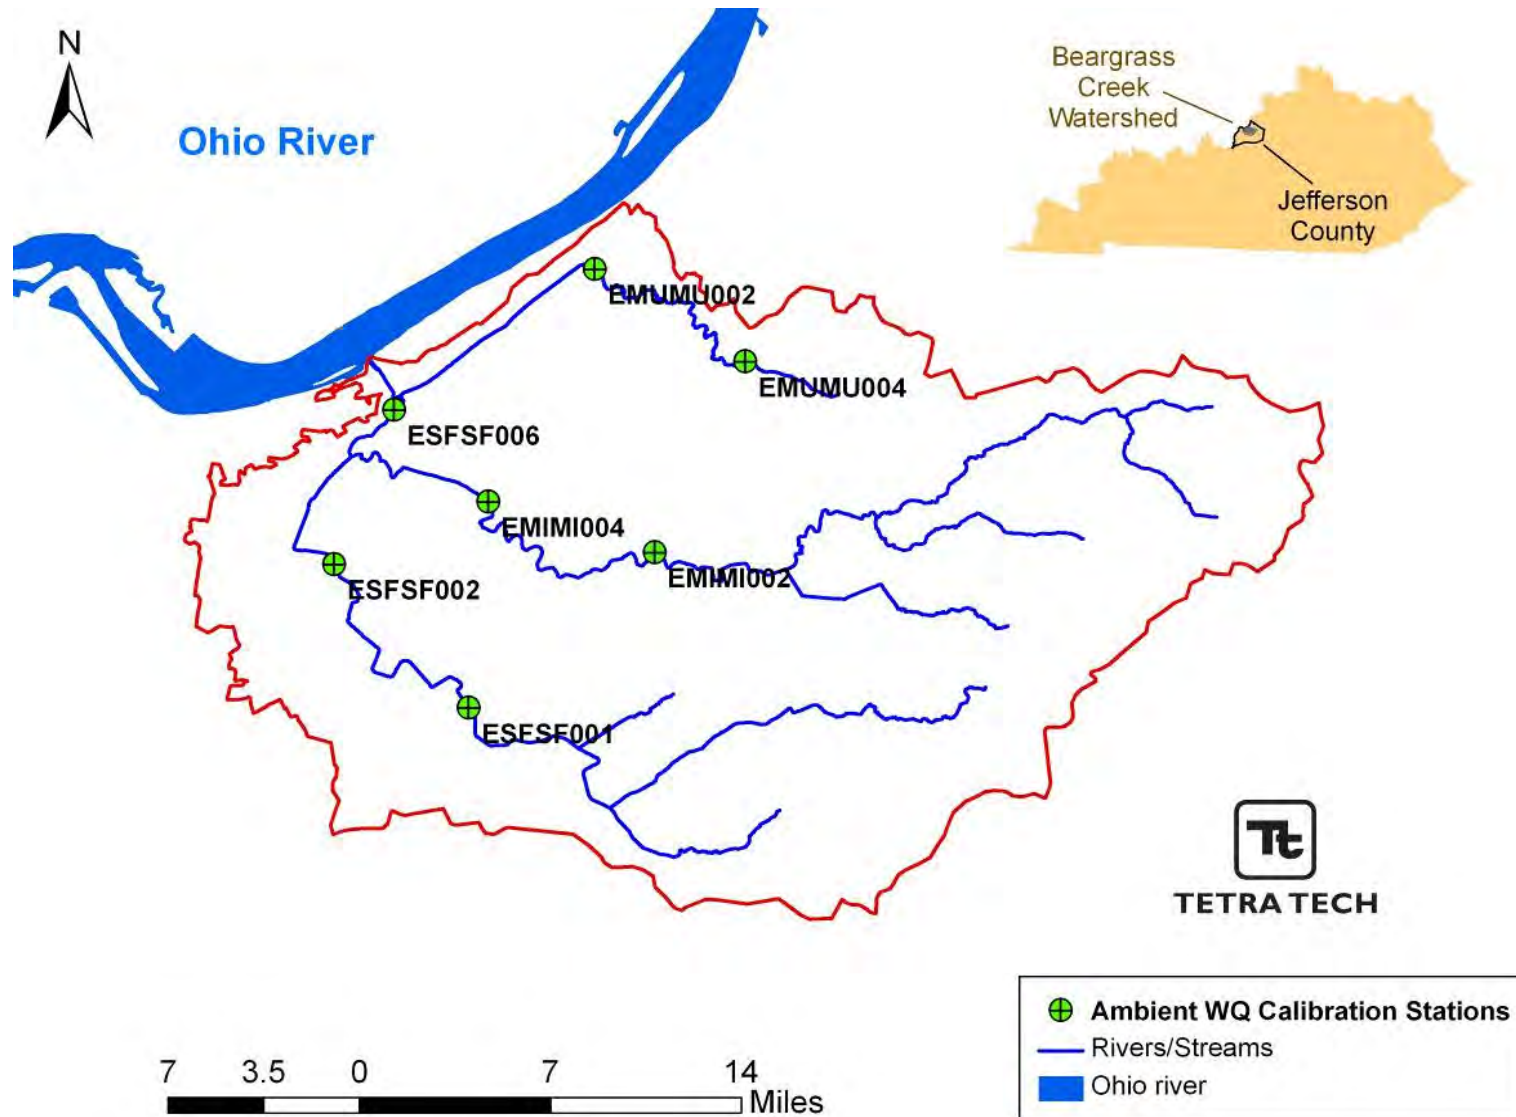 N
Ohio River
Beargrass
Creek
Watershed
Jefferson
County
EMUMU002
EMUMU004
ESFSF006
EMIMI004
EMIMI002
ESFSF002
ESFSF001
Tt
TETRA TECH
Ambient WQ Calibration Stations
Rivers/Streams
Ohio river
7 3.5 0 7 14
Miles